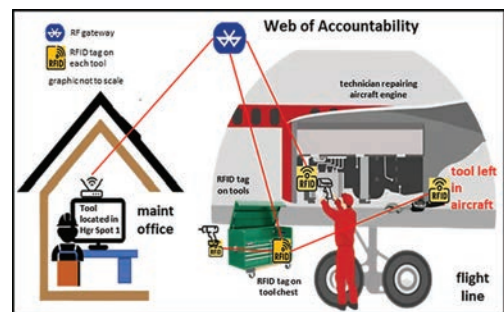 RF gateway
Web of Accountability
RFID tag on
each tool
graphic not to scale
RFID
technician repairing
aircraft engine
RFID tag
on tools
RFID
tool left
in
aircraft
RFID
Tool
located in
Hgr Spot 1
maint
office
RFID
RFID
RFID tag on
tool chest
flight
line